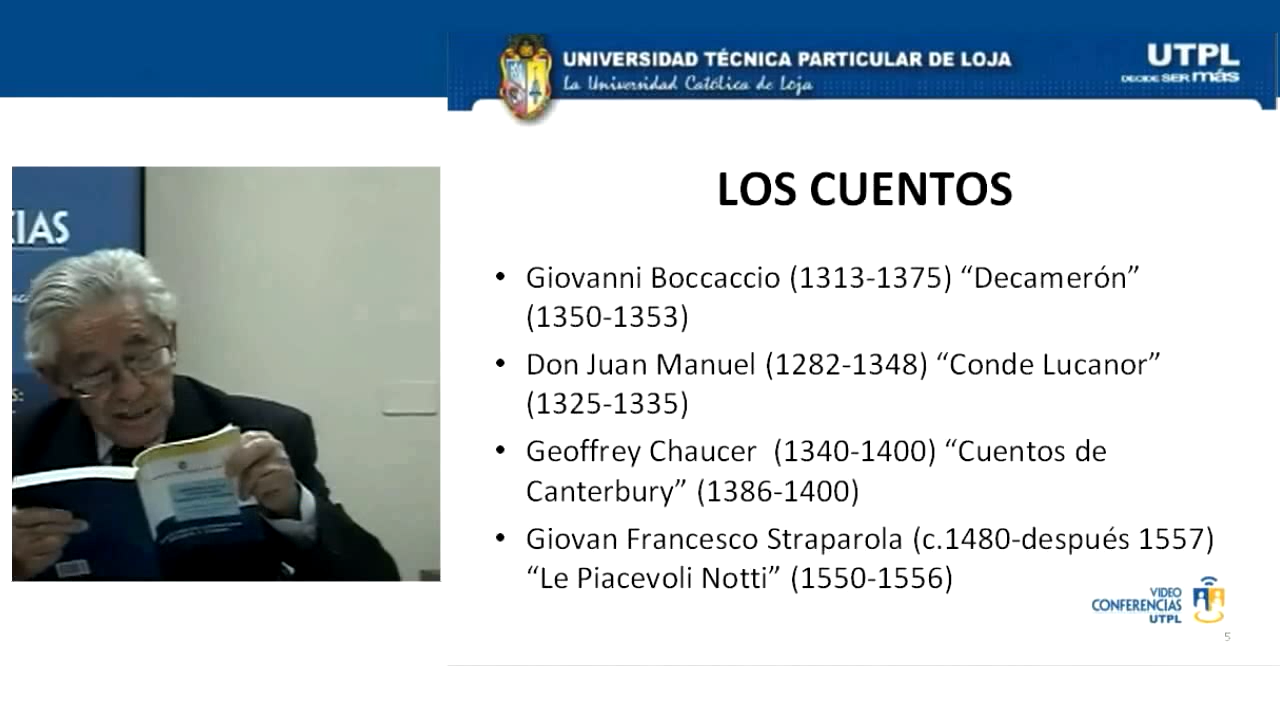 UNIVERSIDAD TÉCNICA PARTICULAR DE LOJA
La Universidad Católica de Loja
UTPL
DECIDE SER más
CIAS
LOS CUENTOS
• Giovanni Boccaccio (1313-1375) “Decamerón”
(1350-1353)
• Don Juan Manuel (1282-1348) “Conde Lucanor”
(1325-1335)
• Geoffrey Chaucer (1340-1400) “Cuentos de
Canterbury” (1386-1400)
• Giovan Francesco Straparola (c.1480-después 1557)
“Le Piacevoli Notti” (1550-1556)
VIDEO
CONFERENCIAS
UTPL
5